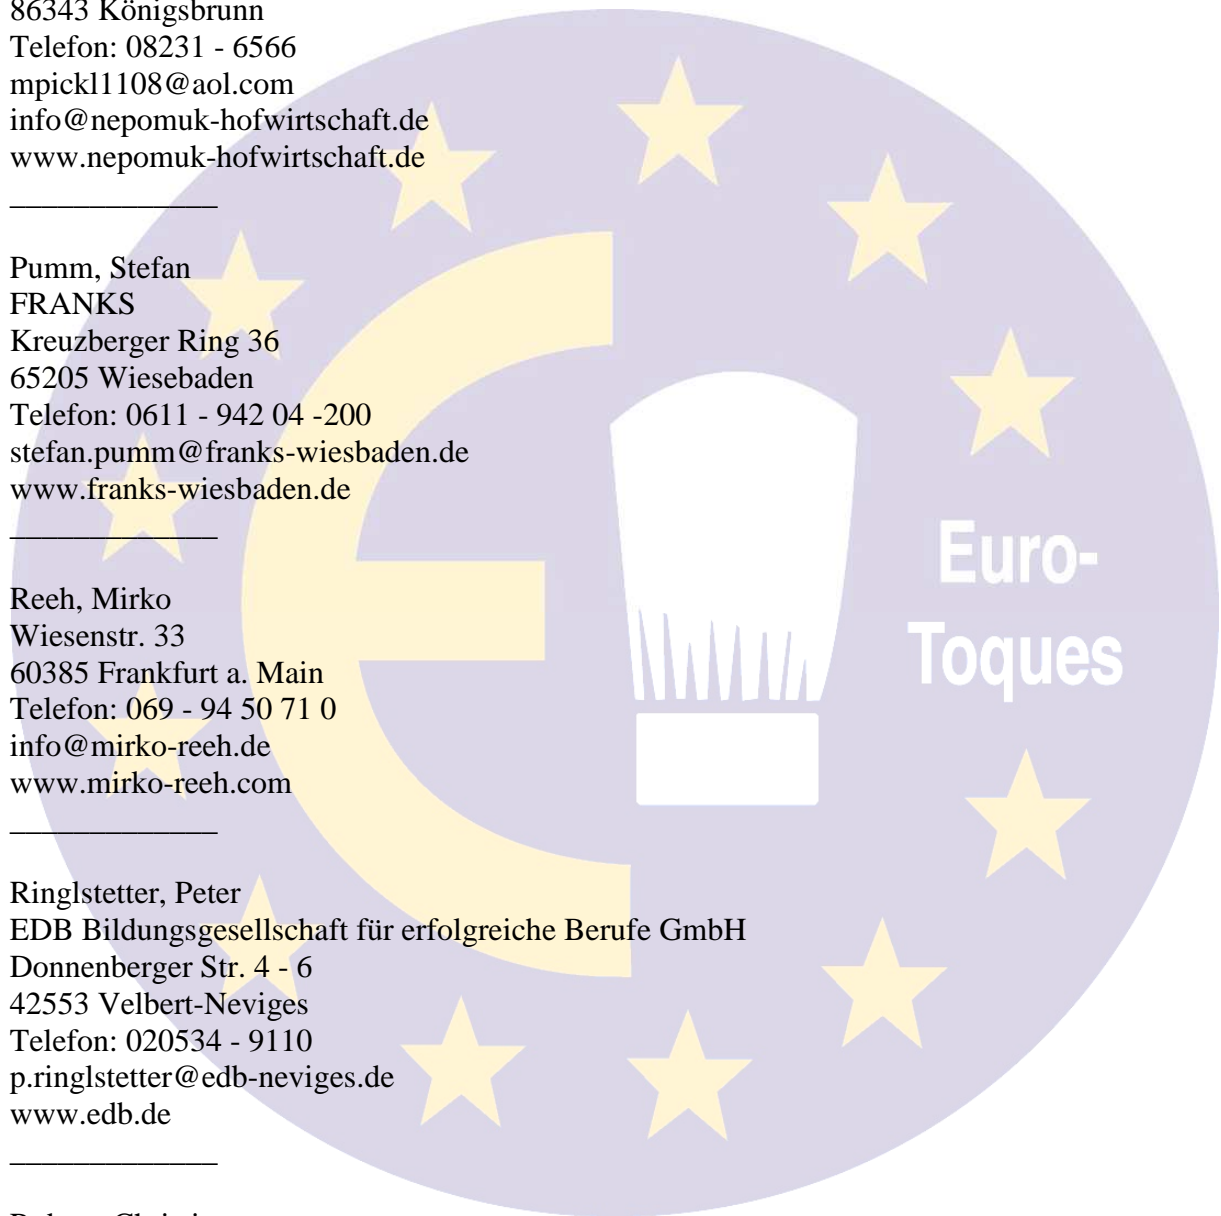 86343 Königsbrunn
Telefon: 08231 - 6566
mpickl1108@aol.com
info@nepomuk-hofwirtschaft.de
www.nepomuk-hofwirtschaft.de
_____________
Pumm, Stefan
FRANKS
Kreuzberger Ring 36
65205 Wiesebaden
Telefon: 0611 - 942 04 -200
stefan.pumm@franks-wiesbaden.de
www.franks-wiesbaden.de
_____________
Reeh, Mirko
Wiesenstr. 33
60385 Frankfurt a. Main
Telefon: 069 - 94 50 71 0
info@mirko-reeh.de
www.mirko-reeh.com
_____________
Ringlstetter, Peter
EDB Bildungsgesellschaft für erfolgreiche Berufe GmbH
Donnenberger Str. 4 - 6
42553 Velbert-Neviges
Telefon: 020534 - 9110
p.ringlstetter@edb-neviges.de
www.edb.de
_____________
Euro-
Toques